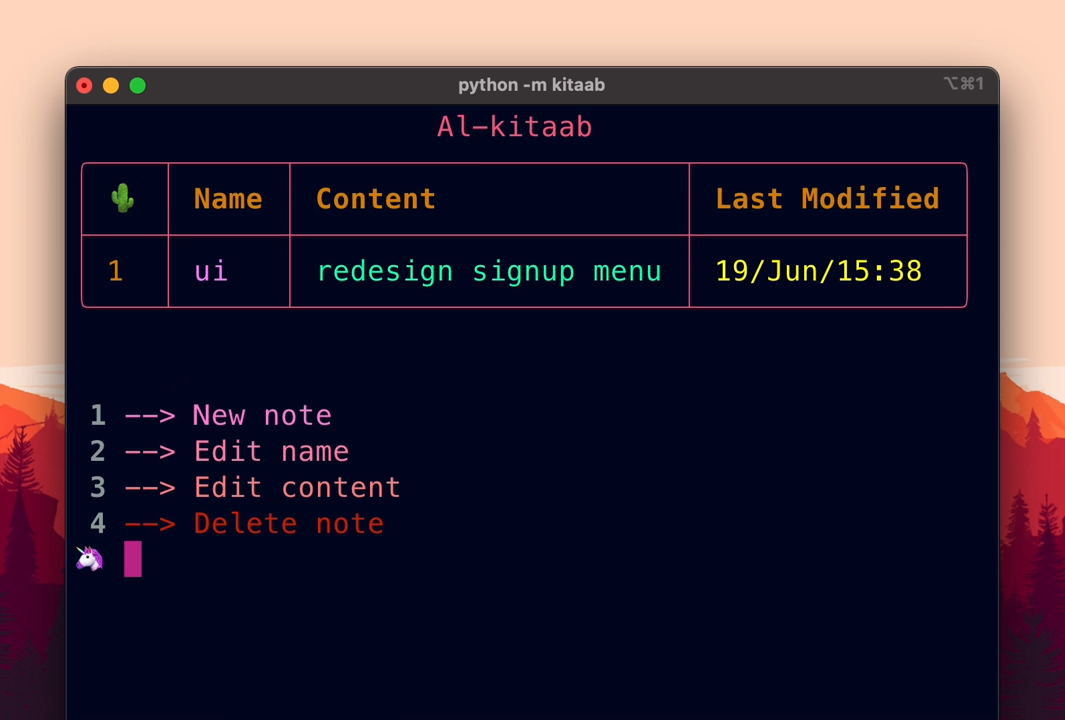 python -m kitaab ⌥⌘1
Al-kitaab
Name Content Last Modified
1 ui redesign signup menu 19/Jun/15:38
1 --> New note
2 --> Edit name
3 --> Edit content
4 --> Delete note